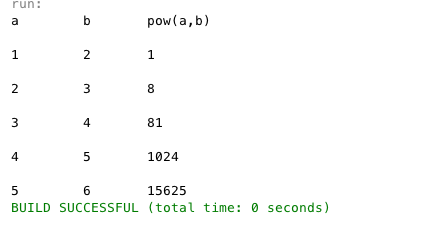 run:
a b pow(a,b)
1 2 1
2 3 8
3 4 81
4 5 1024
5 6 15625
BUILD SUCCESSFUL (total time: 0 seconds)